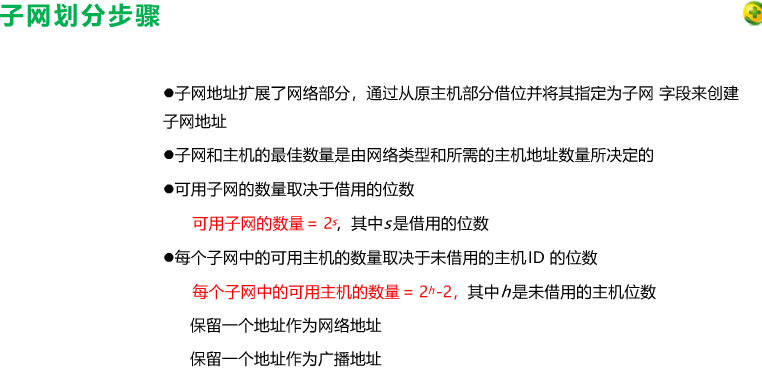 子网划分步骤
●子网地址扩展了网络部分，通过从原主机部分借位并将其指定为子网 字段来创建
子网地址
●子网和主机的最佳数量是由网络类型和所需的主机地址数量所决定的
●可用子网的数量取决于借用的位数
可用子网的数量 = 2ˢ，其中s是借用的位数
●每个子网中的可用主机的数量取决于未借用的主机ID 的位数
每个子网中的可用主机的数量 = 2ʰ-2，其中h是未借用的主机位数
保留一个地址作为网络地址
保留一个地址作为广播地址